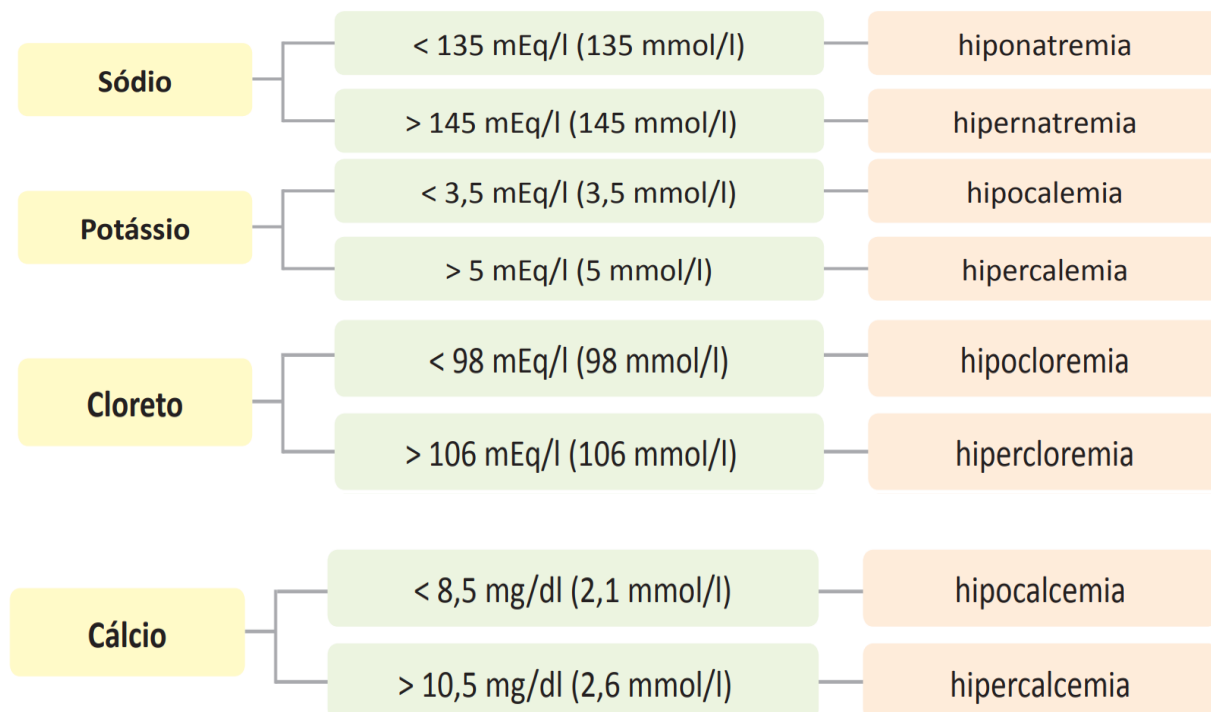 Sódio
< 135 mEq/l (135 mmol/l)
hiponatremia
> 145 mEq/l (145 mmol/l)
hipernatremia
Potássio
< 3,5 mEq/l (3,5 mmol/l)
hipocalemia
> 5 mEq/l (5 mmol/l)
hipercalemia
Cloreto
< 98 mEq/l (98 mmol/l)
hipocloremia
> 106 mEq/l (106 mmol/l)
hipercloremia
Cálcio
< 8,5 mg/dl (2,1 mmol/l)
hipocalcemia
> 10,5 mg/dl (2,6 mmol/l)
hipercalcemia